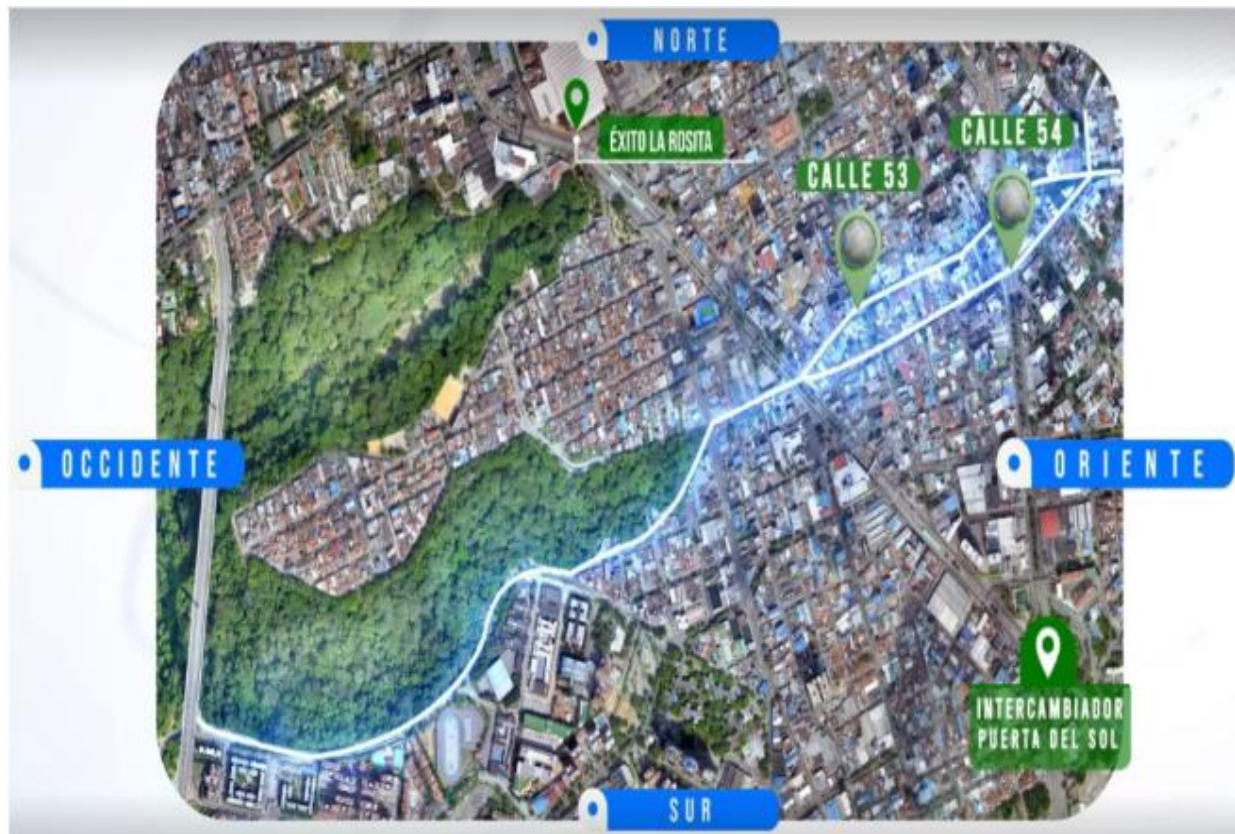 NORTE
ÉXITO LA ROSITA
CALLE 53
CALLE 54
OCCIDENTE
ORIENTE
INTERCAMBIADOR
PUERTA DEL SOL
SUR